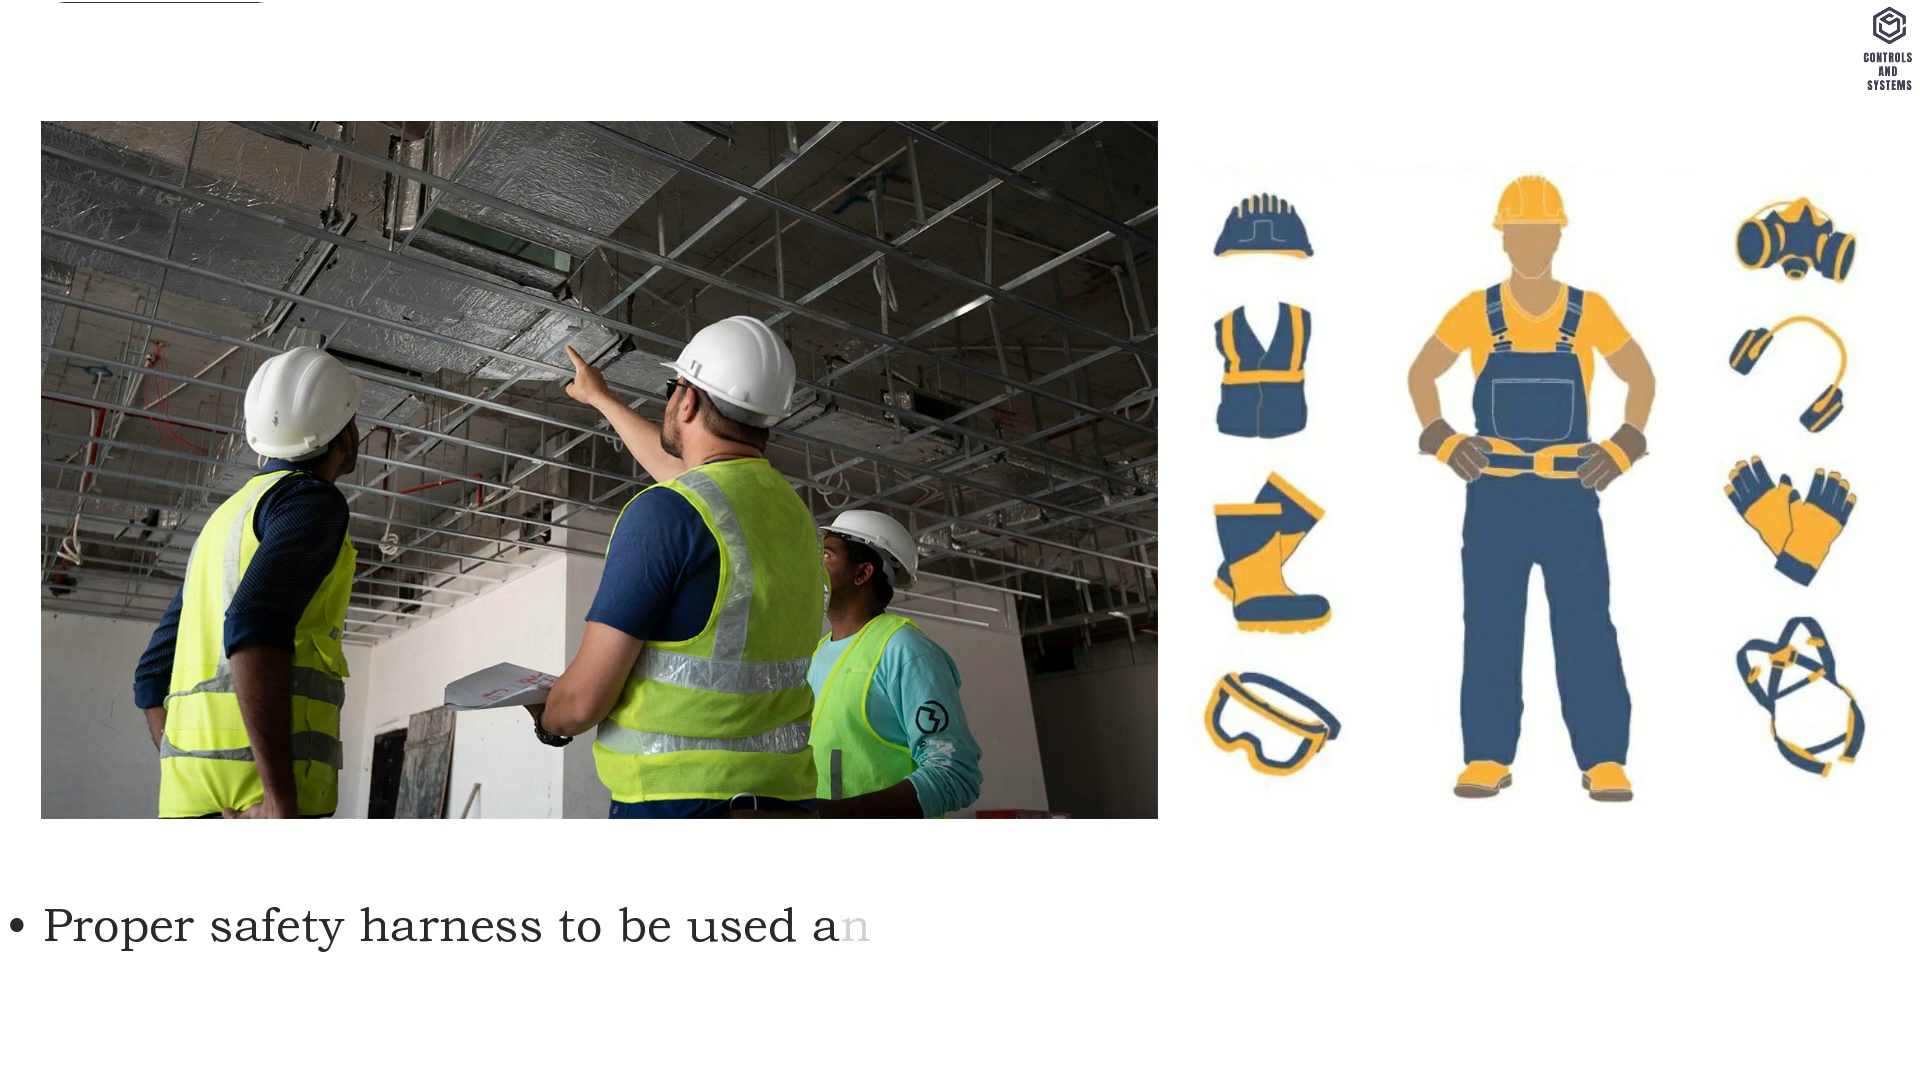 CONTROLS
AND
SYSTEMS
• Proper safety harness to be used an